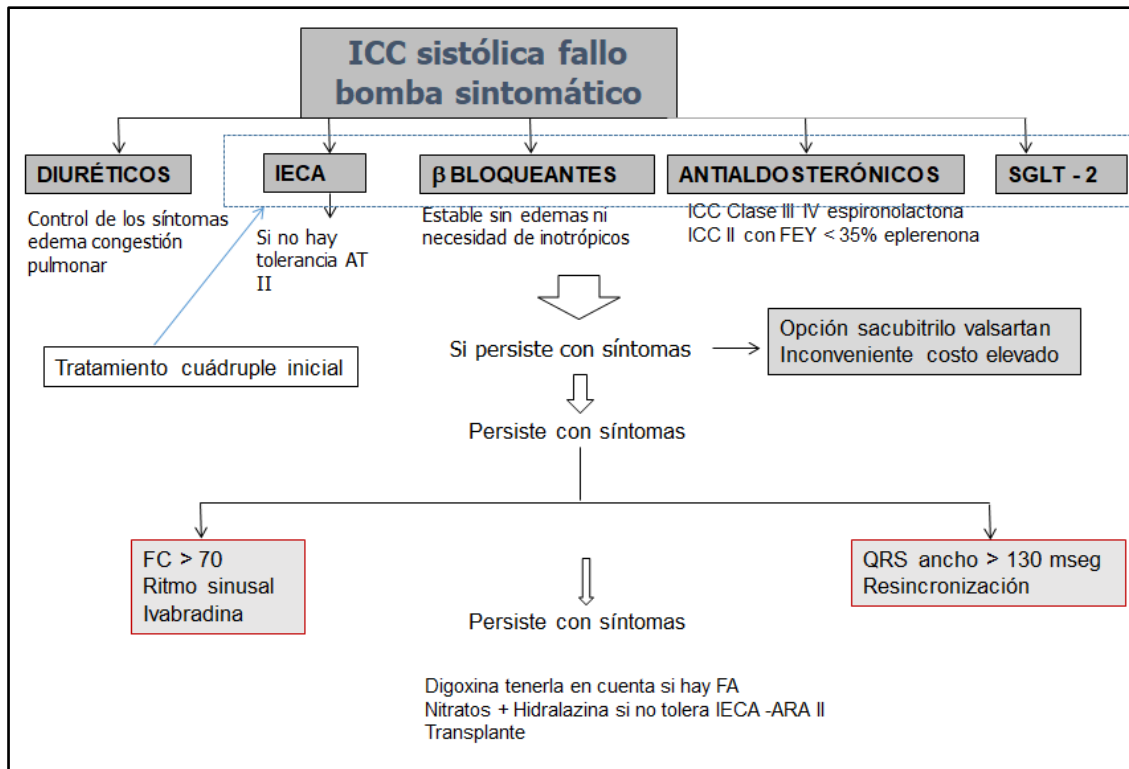 ICC sistólica fallo
bomba sintomático
DIURÉTICOS
IECA
β BLOQUEANTES
ANTIALDOSTERÓNICOS
SGLT - 2
Control de los síntomas
edema congestión
pulmonar
Si no hay
tolerancia AT
II
Estable sin edemas ni
necesidad de inotrópicos
ICC Clase III IV espironolactona
ICC II con FEY < 35% eplerenona
Tratamiento cuádruple inicial
Si persiste con síntomas
Opción sacubitrilo valsartan
Inconveniente costo elevado
Persiste con síntomas
FC > 70
Ritmo sinusal
Ivabradina
QRS ancho > 130 mseg
Resincronización
Persiste con síntomas
Digoxina tenerla en cuenta si hay FA
Nitratos + Hidralazina si no tolera IECA -ARA II
Transplante